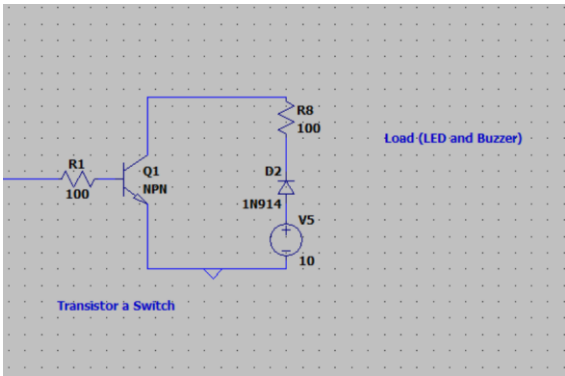 R8
100
Load (LED and Buzzer)
R1
100
Q1
NPN
D2
1N914
V5
10
Transistor a Switch